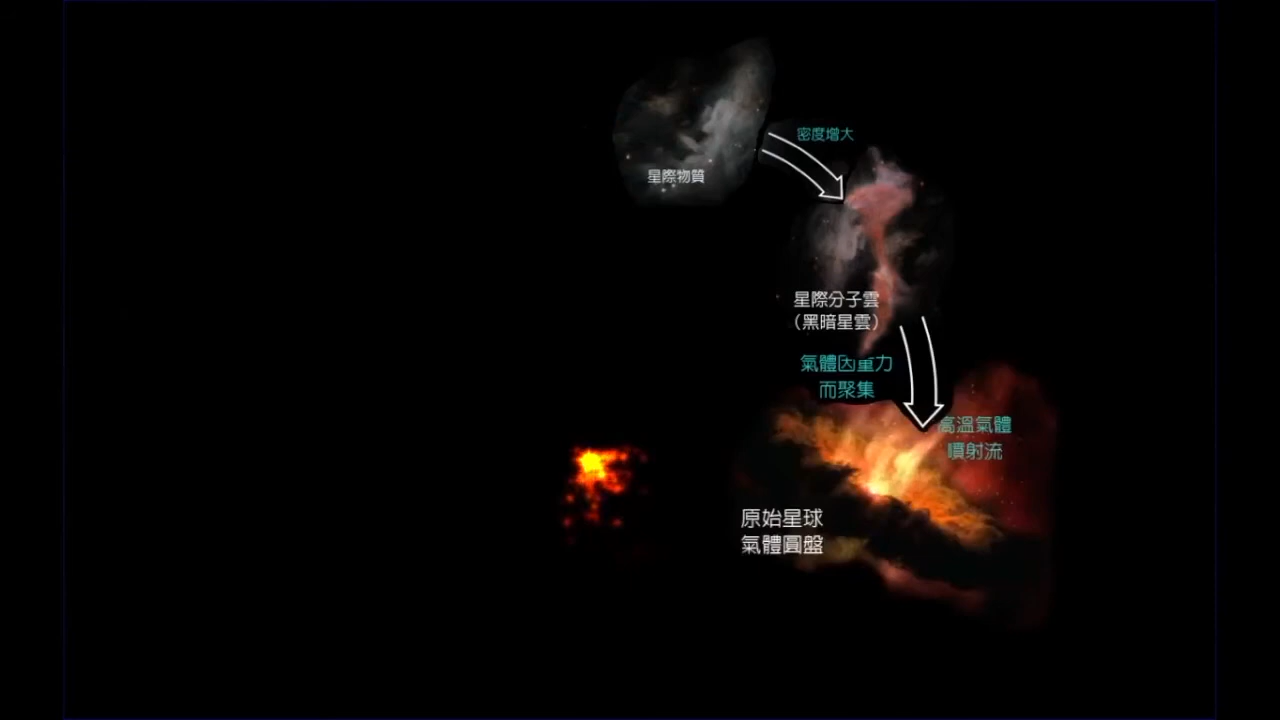 密度增大
星際物質
星際分子雲
（黑暗星雲）
氣體因重力
而聚集
高溫氣體
噴射流
原始星球
氣體圓盤